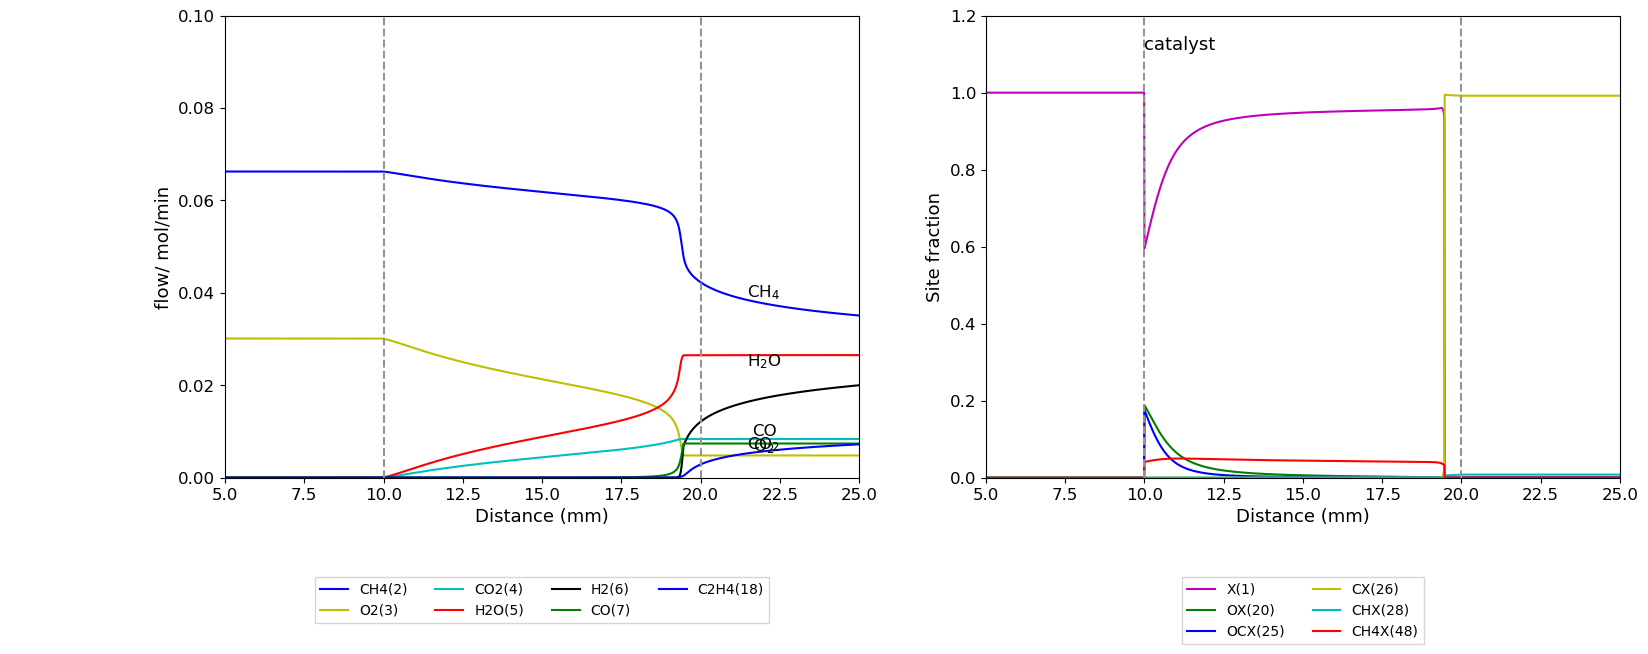 0.10
0.08
0.06
0.04
0.02
0.00
flow/ mol/min
CH₄
H₂O
CO
CO₂
O₂
5.0 7.5 10.0 12.5 15.0 17.5 20.0 22.5 25.0
Distance (mm)
CH4(2) CO2(4) H2(6) C2H4(18)
O2(3) H2O(5) CO(7)
1.2
1.0
0.8
0.6
0.4
0.2
0.0
Site fraction
catalyst
5.0 7.5 10.0 12.5 15.0 17.5 20.0 22.5 25.0
Distance (mm)
X(1) CX(26)
OX(20) CHX(28)
OCX(25) CH4X(48)